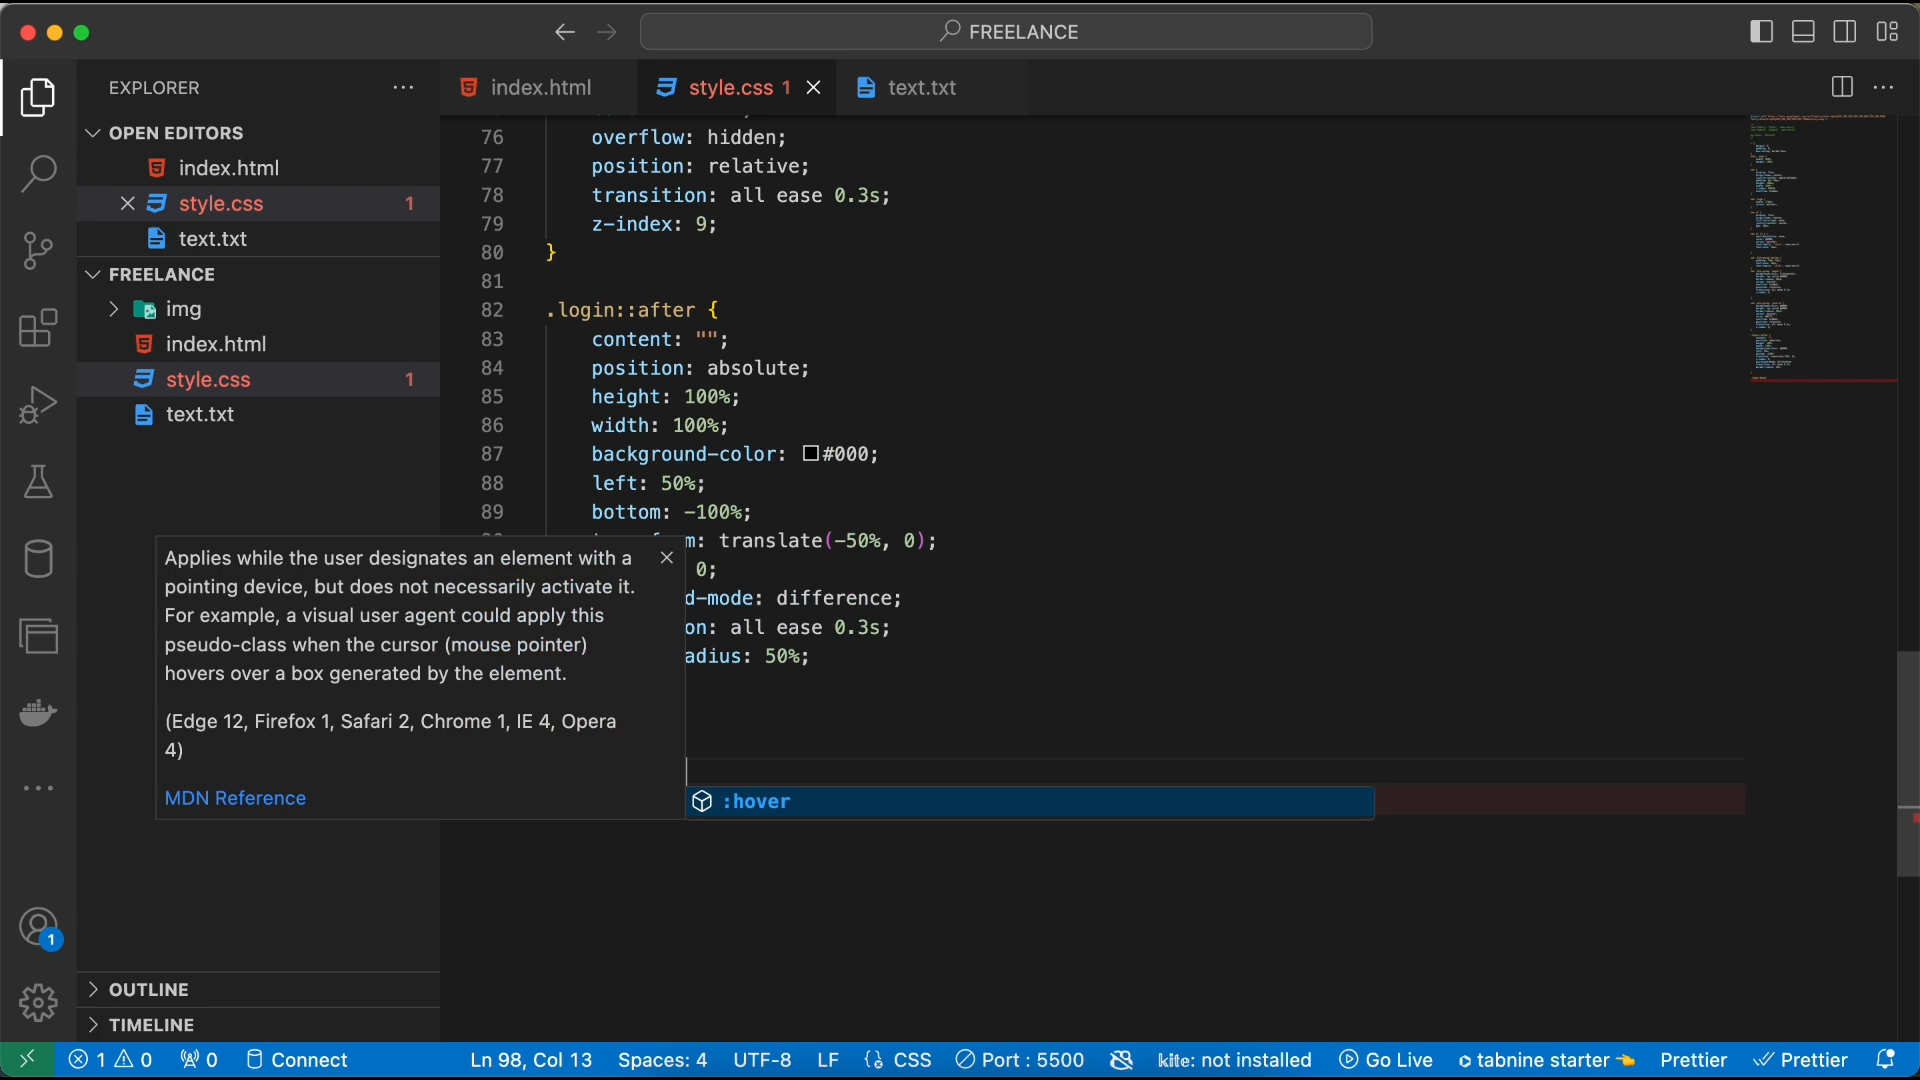 FREELANCE
EXPLORER
index.html
style.css 1
text.txt
OPEN EDITORS
index.html
style.css 1
text.txt
FREELANCE
img
index.html
style.css 1
text.txt
76 overflow: hidden;
77 position: relative;
78 transition: all ease 0.3s;
79 z-index: 9;
80 }
81
82 .login::after {
83 content: "";
84 position: absolute;
85 height: 100%;
86 width: 100%;
87 background-color: #000;
88 left: 50%;
89 bottom: -100%;
m: translate(-50%, 0);
0;
d-mode: difference;
on: all ease 0.3s;
adius: 50%;
Applies while the user designates an element with a
pointing device, but does not necessarily activate it.
For example, a visual user agent could apply this
pseudo-class when the cursor (mouse pointer)
hovers over a box generated by the element.
(Edge 12, Firefox 1, Safari 2, Chrome 1, IE 4, Opera
4)
MDN Reference
:hover
1
OUTLINE
TIMELINE
1 0 0 Connect Ln 98, Col 13 Spaces: 4 UTF-8 LF CSS Port : 5500 kite: not installed Go Live tabnine starter Prettier Prettier